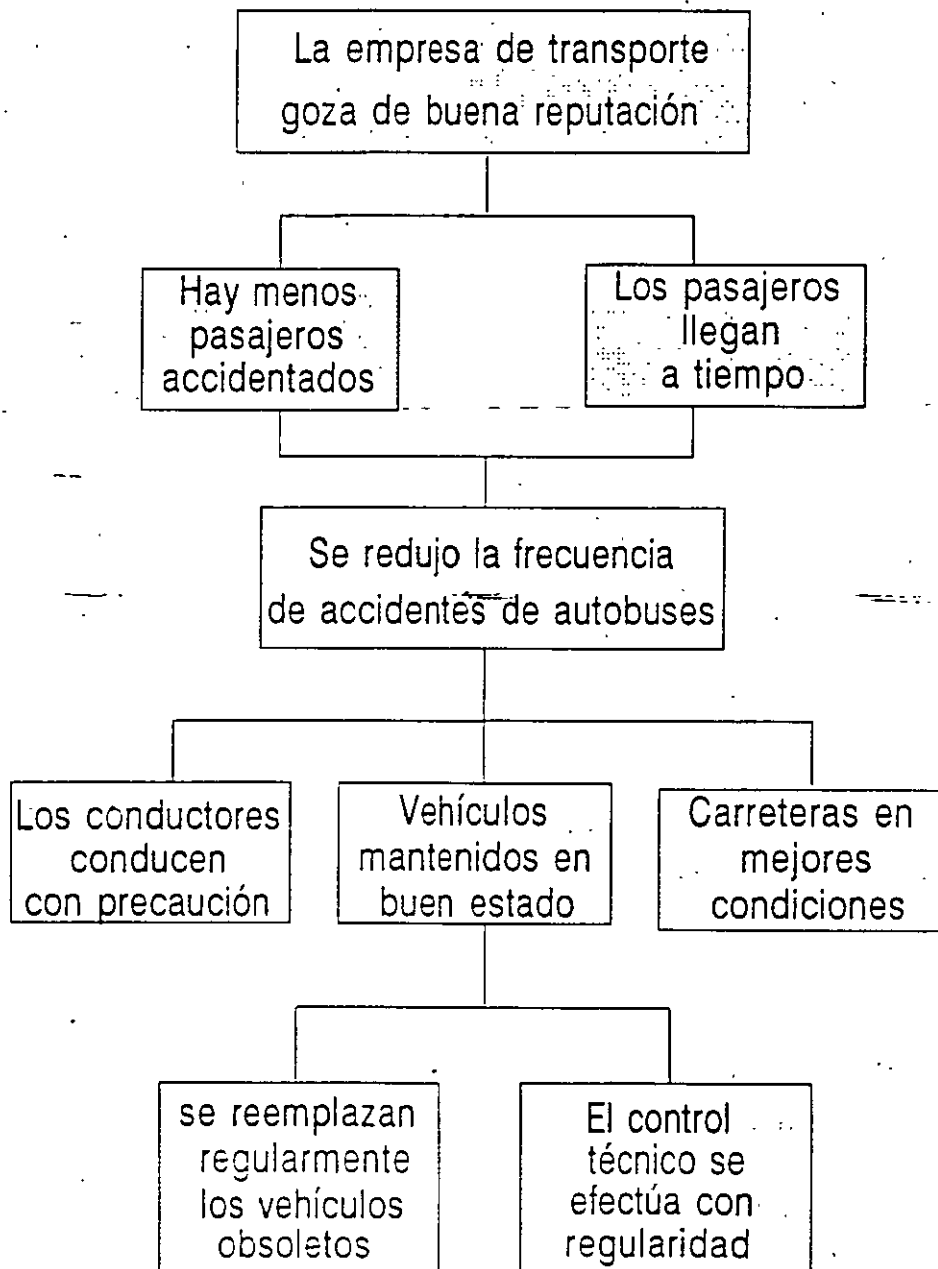 La empresa de transporte
goza de buena reputación
Hay menos
pasajeros
accidentados
Los pasajeros
llegan
a tiempo
Se redujo la frecuencia
de accidentes de autobuses
Los conductores
conducen
con precaución
Vehículos
mantenidos en
buen estado
Carreteras en
mejores
condiciones
se reemplazan
regularmente
los vehículos
obsoletos
El control
técnico se
efectúa con
regularidad